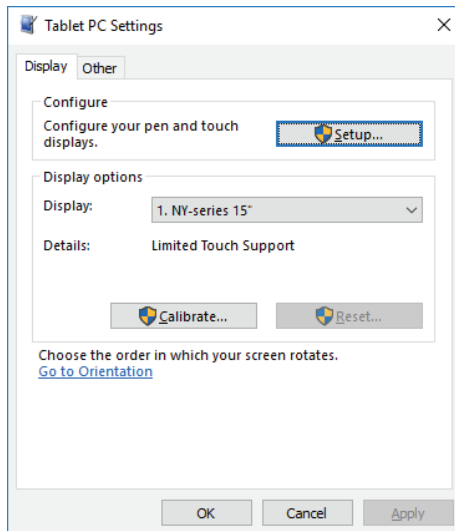 Tablet PC Settings
Display Other
Configure
Configure your pen and touch
displays.
Setup...
Display options
Display: 1. NY-series 15"
Details: Limited Touch Support
Calibrate... Reset...
Choose the order in which your screen rotates.
Go to Orientation
OK Cancel Apply